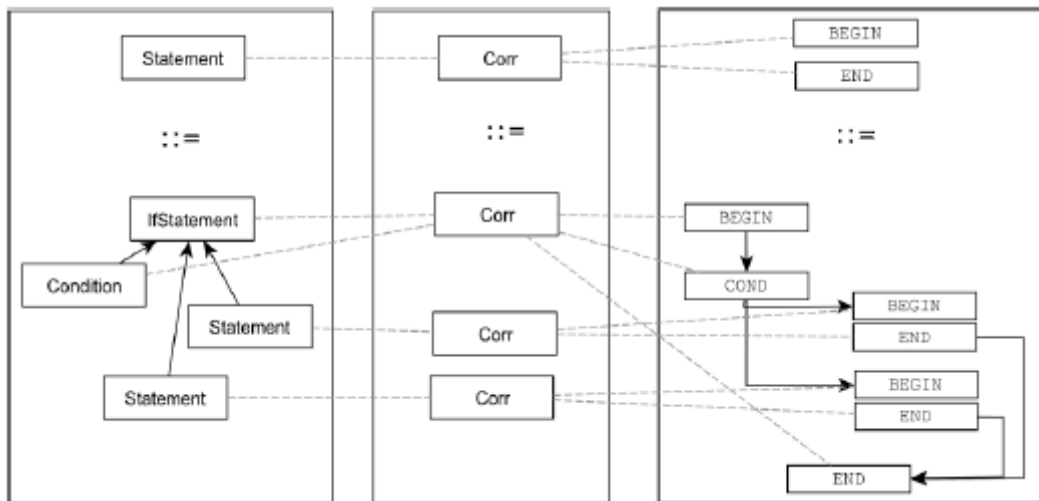 Statement
Corr
BEGIN
END
::=
::=
::=
IfStatement
Corr
BEGIN
Condition
COND
Statement
Corr
BEGIN
END
Statement
Corr
BEGIN
END
END